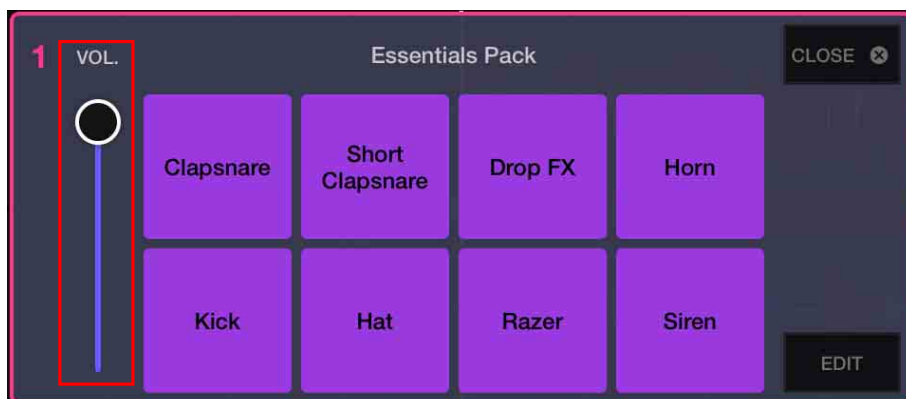 1
VOL.
Essentials Pack
CLOSE
Clapsnare
Short
Clapsnare
Drop FX
Horn
Kick
Hat
Razer
Siren
EDIT